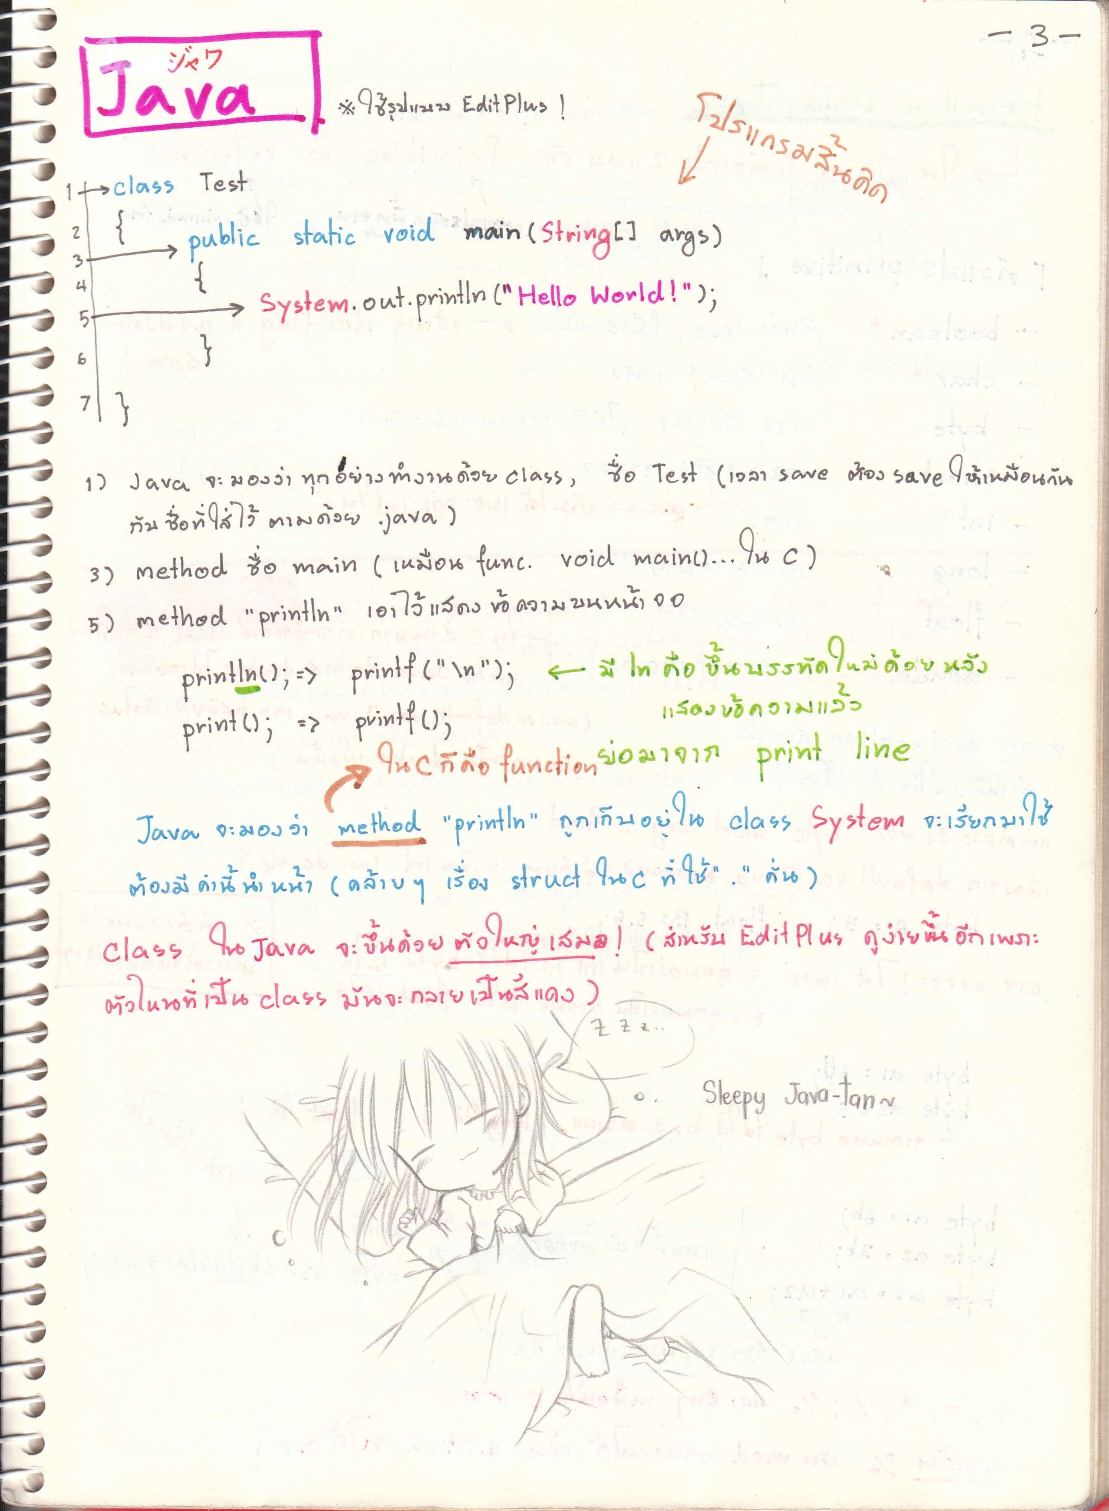 - 3 -
ジャワ
Java
※ใช้รูปแบบ EditPlus !
โปรแกรมสิ้นคิด
1 class Test
2 {
3 public static void main(String[] args)
4 {
5 System.out.println("Hello World!");
6 }
7 }
1) Java จะมองว่า ทุกอย่างทำงานด้วย class, ชื่อ Test (เวลา save ต้อง save ให้เหมือนกัน
กับชื่อที่ใส่ไว้ ตามด้วย .java)
3) method ชื่อ main (เหมือน func. void main()... ใน C)
5) method "println" เอาไว้แสดงข้อความบนหน้าจอ
println(); => printf("\n"); ← มี ln คือ ขึ้นบรรทัดใหม่ด้วย หลัง
แสดงข้อความแล้ว
print(); => printf();
ย่อมาจาก print line
ใน C ก็คือ function
Java จะมองว่า method "println" ถูกเก็บอยู่ใน class System จะเรียกมาใช้
ต้องมีคำนี้นำหน้า (คล้ายๆ เรื่อง struct ใน C ที่ใช้ "." คั่น)
class ใน Java จะขึ้นด้วย ตัวใหญ่เสมอ! (สำหรับ EditPlus ดูง่ายขึ้นอีกเพราะ
ตัวไหนที่เป็น class มันจะกลายเป็นสีแดง)
z z z...
Sleepy Java-tan~